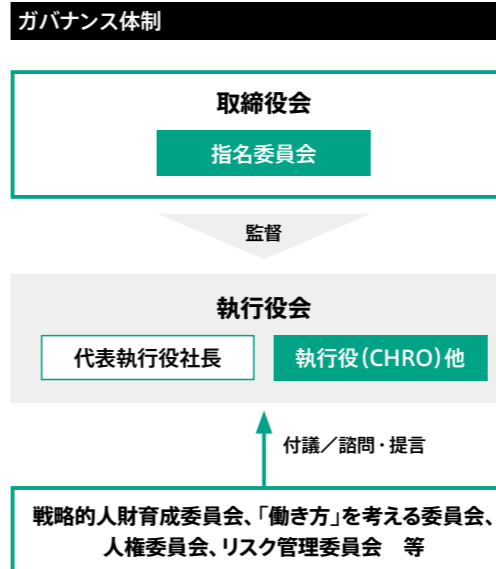 ガバナンス体制
取締役会
指名委員会
監督
執行役会
代表執行役社長
執行役(CHRO)他
付議／諮問・提言
戦略的人財育成委員会、「働き方」を考える委員会、
人権委員会、リスク管理委員会　等